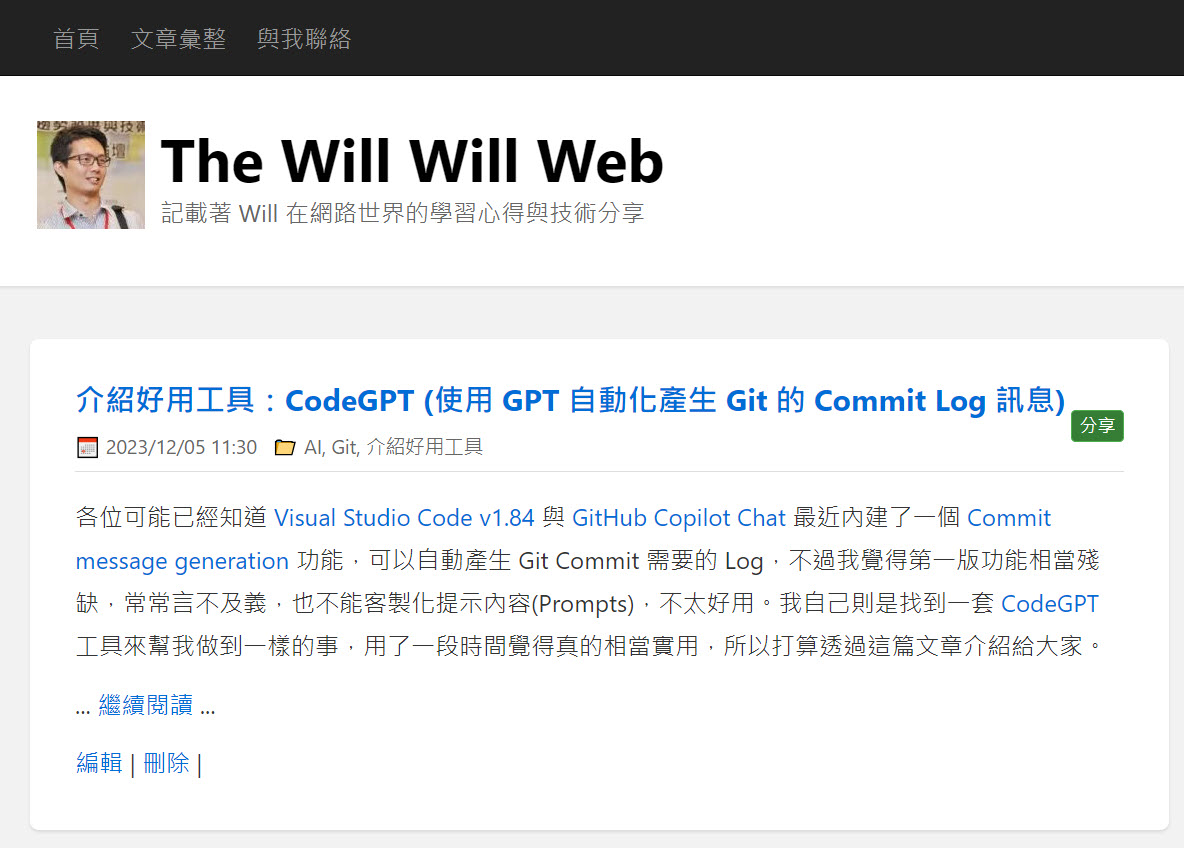 首頁 文章彙整 與我聯絡
The Will Will Web
記載著 Will 在網路世界的學習心得與技術分享
介紹好用工具：CodeGPT (使用 GPT 自動化產生 Git 的 Commit Log 訊息)
分享
2023/12/05 11:30 AI, Git, 介紹好用工具
各位可能已經知道 Visual Studio Code v1.84 與 GitHub Copilot Chat 最近內建了一個 Commit
message generation 功能，可以自動產生 Git Commit 需要的 Log，不過我覺得第一版功能相當殘
缺，常常言不及義，也不能客製化提示內容(Prompts)，不太好用。我自己則是找到一套 CodeGPT
工具來幫我做到一樣的事，用了一段時間覺得真的相當實用，所以打算透過這篇文章介紹給大家。
... 繼續閱讀 ...
編輯 | 刪除 |